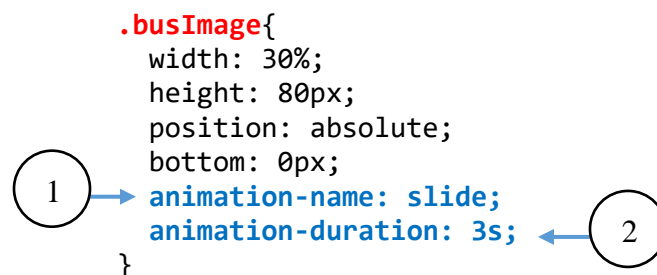 .busImage{
width: 30%;
height: 80px;
position: absolute;
bottom: 0px;
1 animation-name: slide;
animation-duration: 3s; 2
}